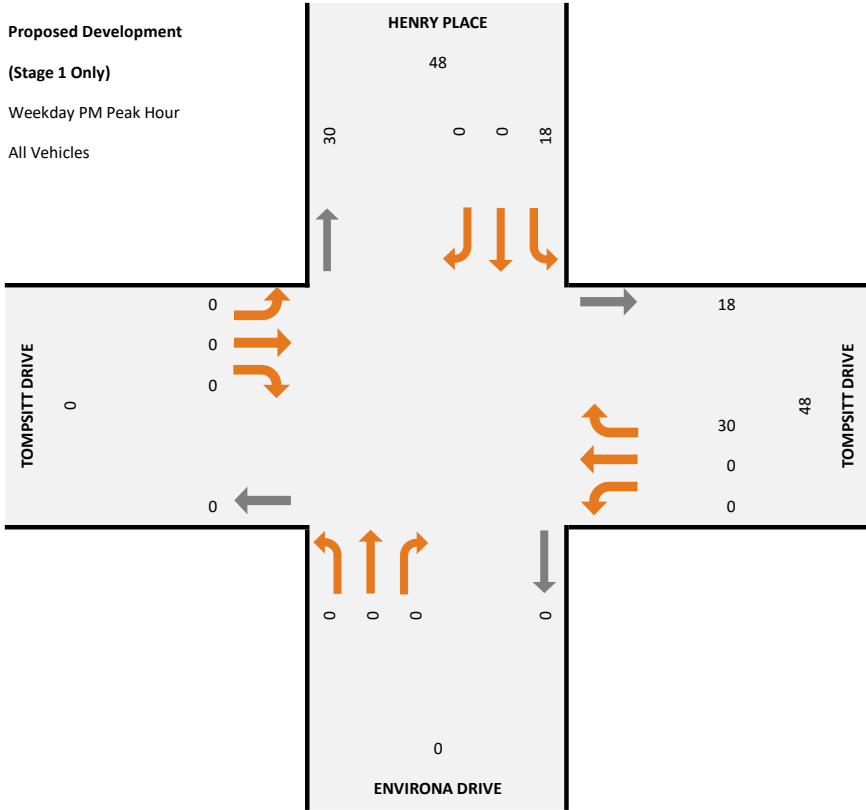 Proposed Development
(Stage 1 Only)
Weekday PM Peak Hour
All Vehicles
HENRY PLACE
48
30
0
0
18
0
0
0
0
TOMPSITT DRIVE
0
18
30
0
0
48
TOMPSITT DRIVE
0
0
0
0
0
ENVIRONA DRIVE